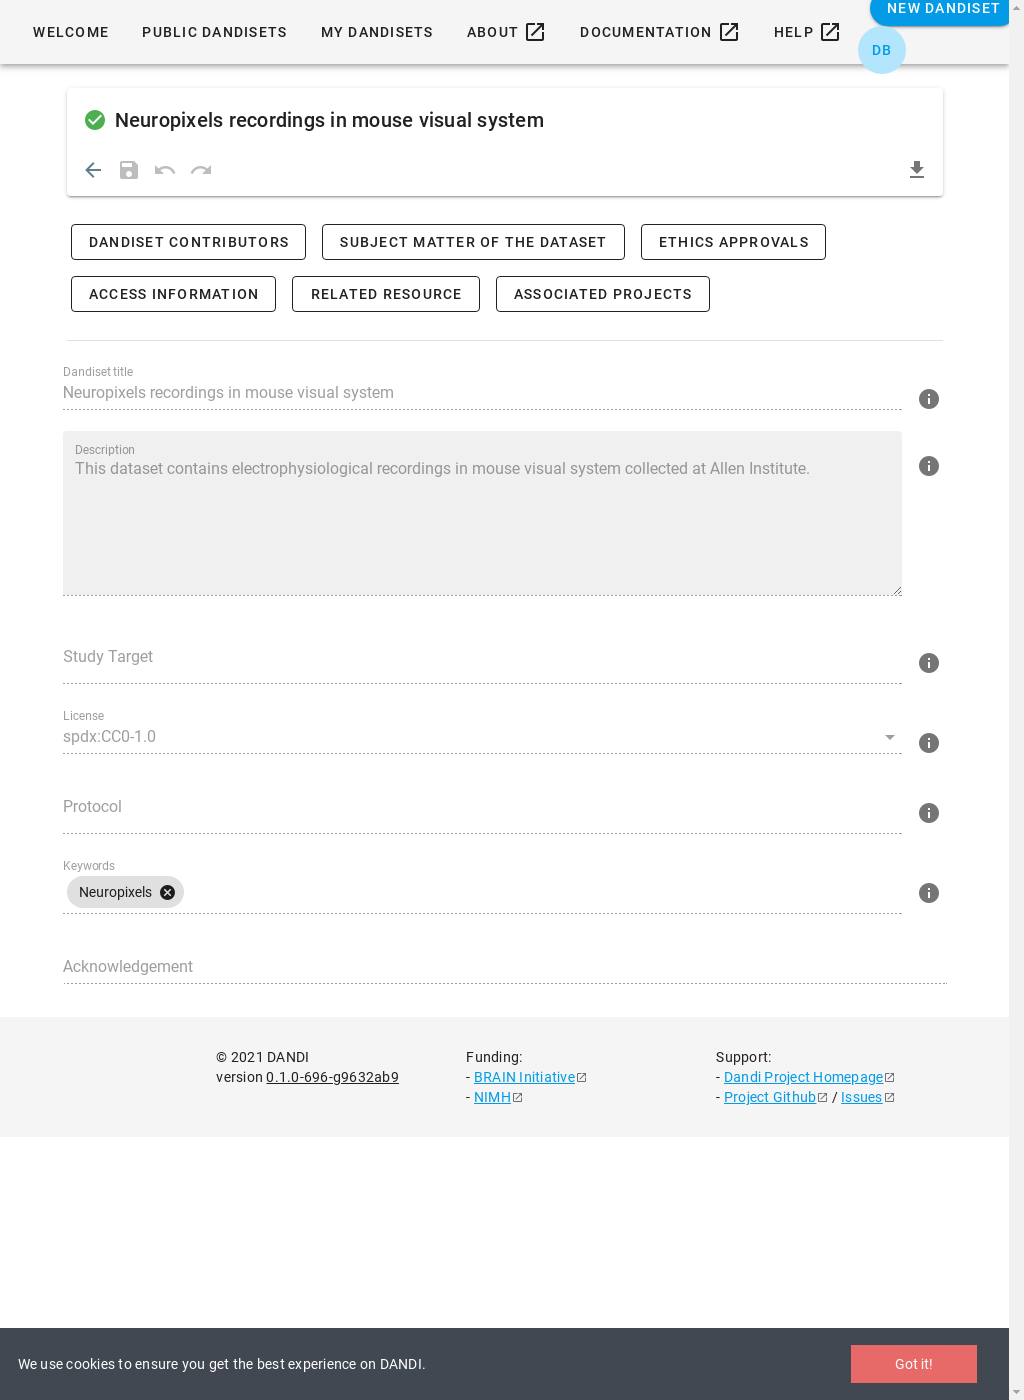 WELCOME PUBLIC DANDISETS MY DANDISETS ABOUT DOCUMENTATION HELP NEW DANDISET
DB
Neuropixels recordings in mouse visual system
DANDISET CONTRIBUTORS SUBJECT MATTER OF THE DATASET ETHICS APPROVALS
ACCESS INFORMATION RELATED RESOURCE ASSOCIATED PROJECTS
Dandiset title
Neuropixels recordings in mouse visual system
Description
This dataset contains electrophysiological recordings in mouse visual system collected at Allen Institute.
Study Target
License
spdx:CC0-1.0
Protocol
Keywords
Neuropixels
Acknowledgement
© 2021 DANDI
version 0.1.0-696-g9632ab9
Funding:
- BRAIN Initiative
- NIMH
Support:
- Dandi Project Homepage
- Project Github / Issues
We use cookies to ensure you get the best experience on DANDI.
Got it!